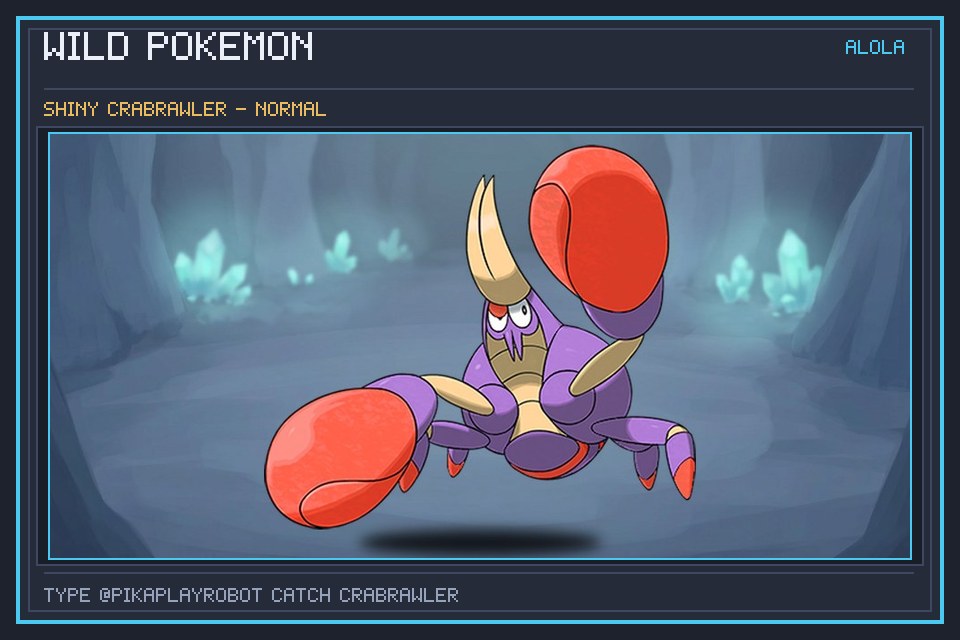 WILD POKEMON
ALOLA
SHINY CRABRAWLER - NORMAL
TYPE @PIKAPLAYROBOT CATCH CRABRAWLER